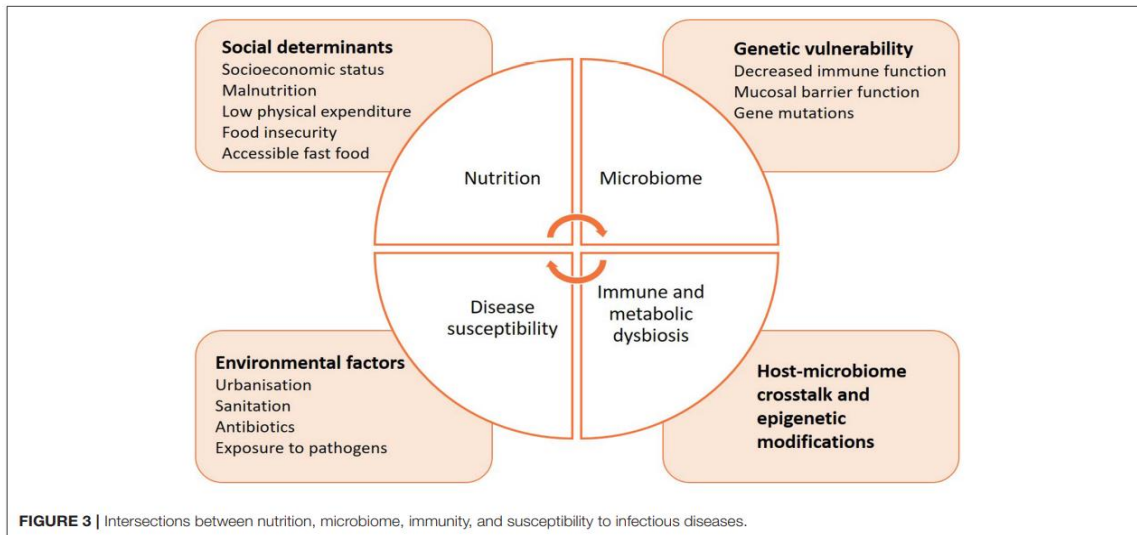 Social determinants
Socioeconomic status
Malnutrition
Low physical expenditure
Food insecurity
Accessible fast food
Genetic vulnerability
Decreased immune function
Mucosal barrier function
Gene mutations
Nutrition
Microbiome
Disease
susceptibility
Immune and
metabolic
dysbiosis
Environmental factors
Urbanisation
Sanitation
Antibiotics
Exposure to pathogens
Host-microbiome
crosstalk and
epigenetic
modifications
FIGURE 3 | Intersections between nutrition, microbiome, immunity, and susceptibility to infectious diseases.